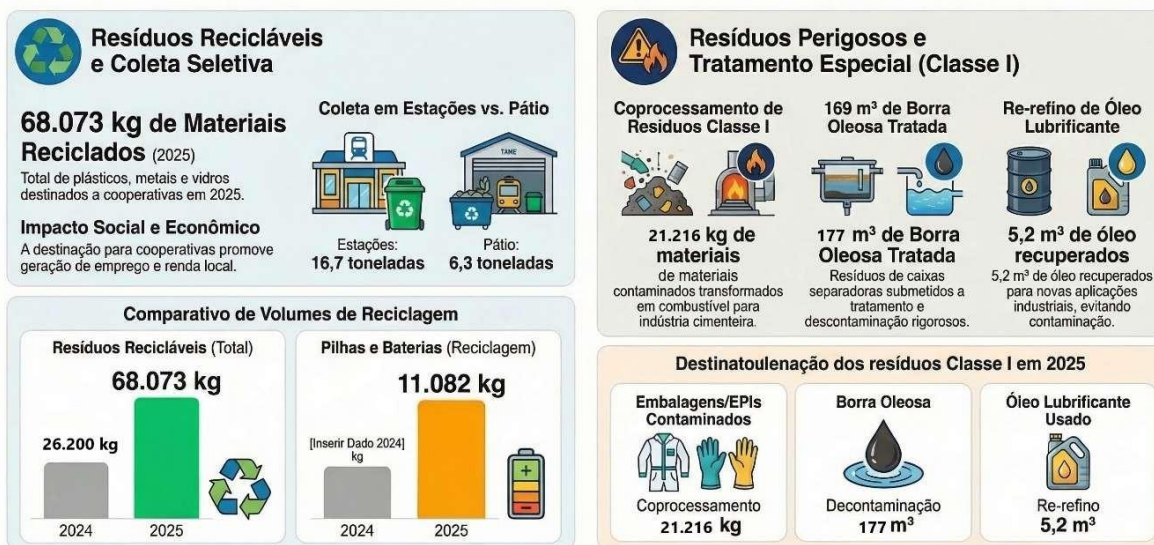 Resíduos Recicláveis
e Coleta Seletiva
68.073 kg de Materiais
Reciclados (2025)
Total de plásticos, metais e vidros
destinados a cooperativas em 2025.
Impacto Social e Econômico
A destinação para cooperativas promove
geração de emprego e renda local.
Coleta em Estações vs. Pátio
TAME
Estações:
16,7 toneladas
Pátio:
6,3 toneladas
Comparativo de Volumes de Reciclagem
Resíduos Recicláveis (Total)
68.073 kg
26.200 kg
2024
2025
Pilhas e Baterias (Reciclagem)
11.082 kg
[Inserir Dado 2024]
kg
2024
2025
Resíduos Perigosos e
Tratamento Especial (Classe I)
Coprocessamento de
Residuos Classe I
21.216 kg de
materiais
de materiais
contaminados transformados
em combustível para
indústria cimenteira.
169 m³ de Borra
Oleosa Tratada
177 m³ de Borra
Oleosa Tratada
Resíduos de caixas
separadoras submetidos a
tratamento e
descontaminação rigorosos.
Re-refino de Óleo
Lubrificante
5,2 m³ de óleo
recuperados
5,2 m³ de óleo recuperados
para novas aplicações
industriais, evitando
contaminação.
Destinatoulenação dos resíduos Classe I em 2025
Embalagens/EPIs
Contaminados
Coprocessamento
21.216 kg
Borra Oleosa
Decontaminação
177 m³
Óleo Lubrificante
Usado
Re-refino
5,2 m³